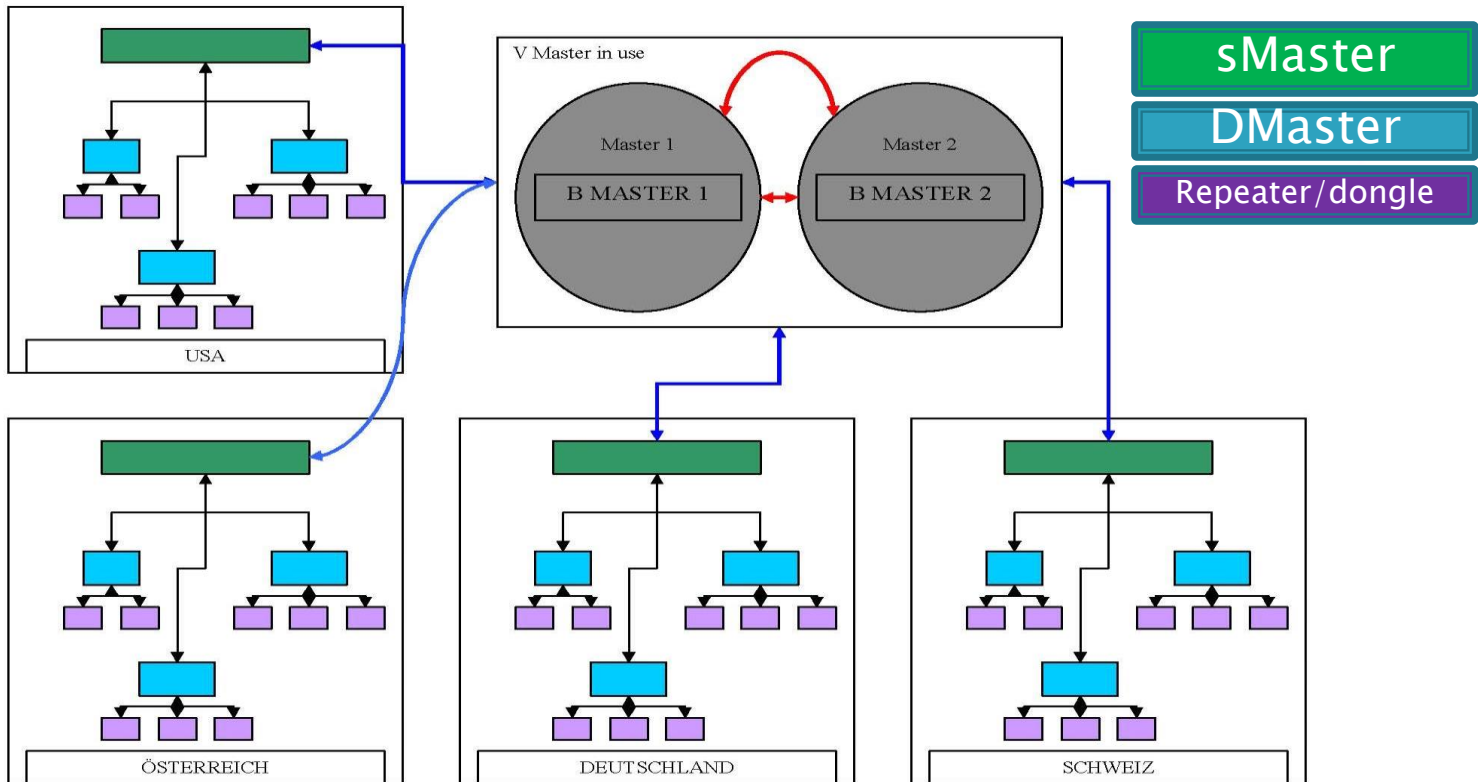 V Master in use
Master 1
Master 2
B MASTER 1
B MASTER 2
sMaster
DMaster
Repeater/dongle
USA
ÖSTERREICH
DEUTSCHLAND
SCHWEIZ